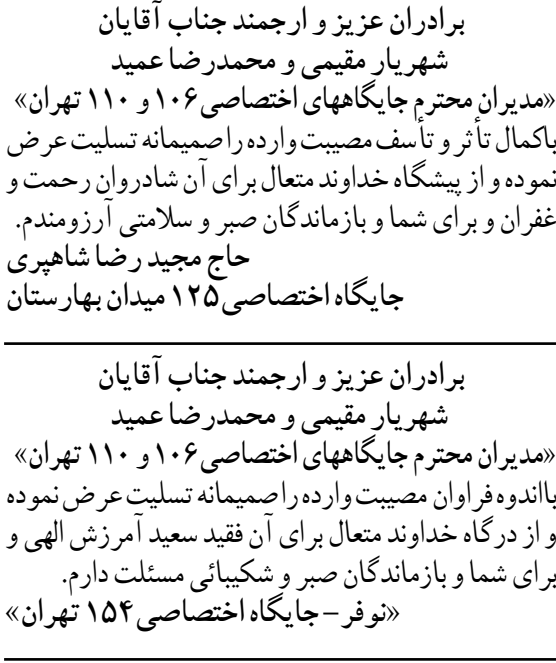 برادران عزیز و ارجمند جناب آقایان
شهریار مقیمی و محمدرضا عمید
«مدیران محترم جایگاههای اختصاصی ۱۰۶ و ۱۱۰ تهران»
باکمال تأثر و تأسف مصیبت وارده را صمیمانه تسلیت عرض
نموده و از پیشگاه خداوند متعال برای آن شادروان رحمت و
غفران و برای شما و بازماندگان صبر و سلامتی آرزومندم.
حاج مجید رضا شاهپری
جایگاه اختصاصی ۱۲۵ میدان بهارستان
برادران عزیز و ارجمند جناب آقایان
شهریار مقیمی و محمدرضا عمید
«مدیران محترم جایگاههای اختصاصی ۱۰۶ و ۱۱۰ تهران»
بااندوه فراوان مصیبت وارده را صمیمانه تسلیت عرض نموده
و از درگاه خداوند متعال برای آن فقید سعید آمرزش الهی و
برای شما و بازماندگان صبر و شکیبائی مسئلت دارم.
«نوفر – جایگاه اختصاصی ۱۵۴ تهران»